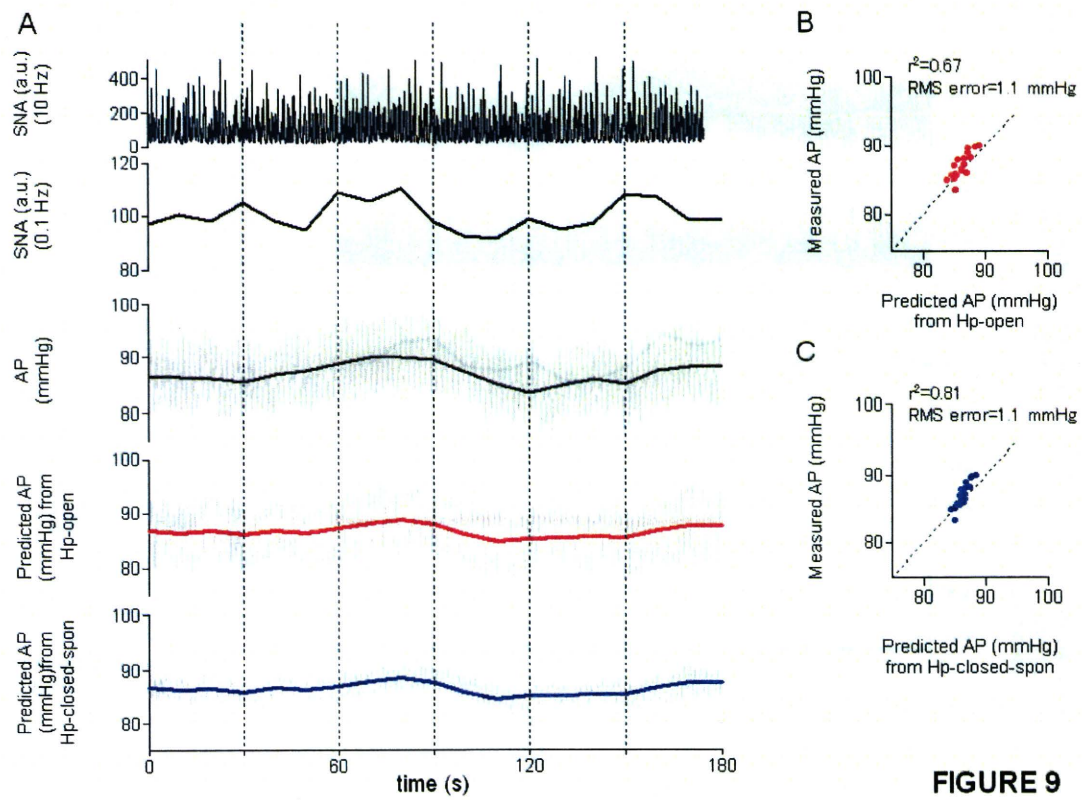 A
SNA (a.u.)
(10 Hz)
400
200
0
SNA (a.u.)
(0.1 Hz)
120
100
80
AP
(mmHg)
100
90
80
Predicted AP
(mmHg) from
Hp-open
100
90
80
Predicted AP
(mmHg)from
Hp-closed-spon
100
90
80
0
60
120
180
time (s)
B
r²=0.67
RMS error=1.1 mmHg
Measured AP (mmHg)
100
90
80
80
90
100
Predicted AP (mmHg)
from Hp-open
C
r²=0.81
RMS error=1.1 mmHg
Measured AP (mmHg)
100
90
80
80
90
100
Predicted AP (mmHg)
from Hp-closed-spon
FIGURE 9